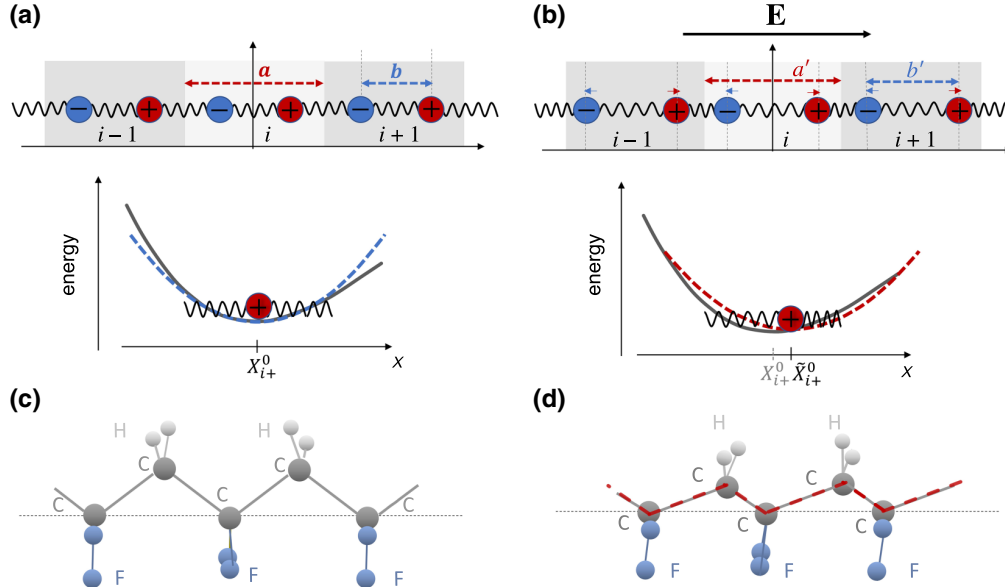 (a)
a
b
− + − + − +
i − 1
i
i + 1
energy
+
X⁰ᵢ₊
x
(b)
E
a′
b′
− + − + − +
i − 1
i
i + 1
energy
+
X⁰ᵢ₊ X̃⁰ᵢ₊
x
(c)
H
H
C
C
C
C
C
F
F
(d)
H
H
C
C
C
C
C
F
F